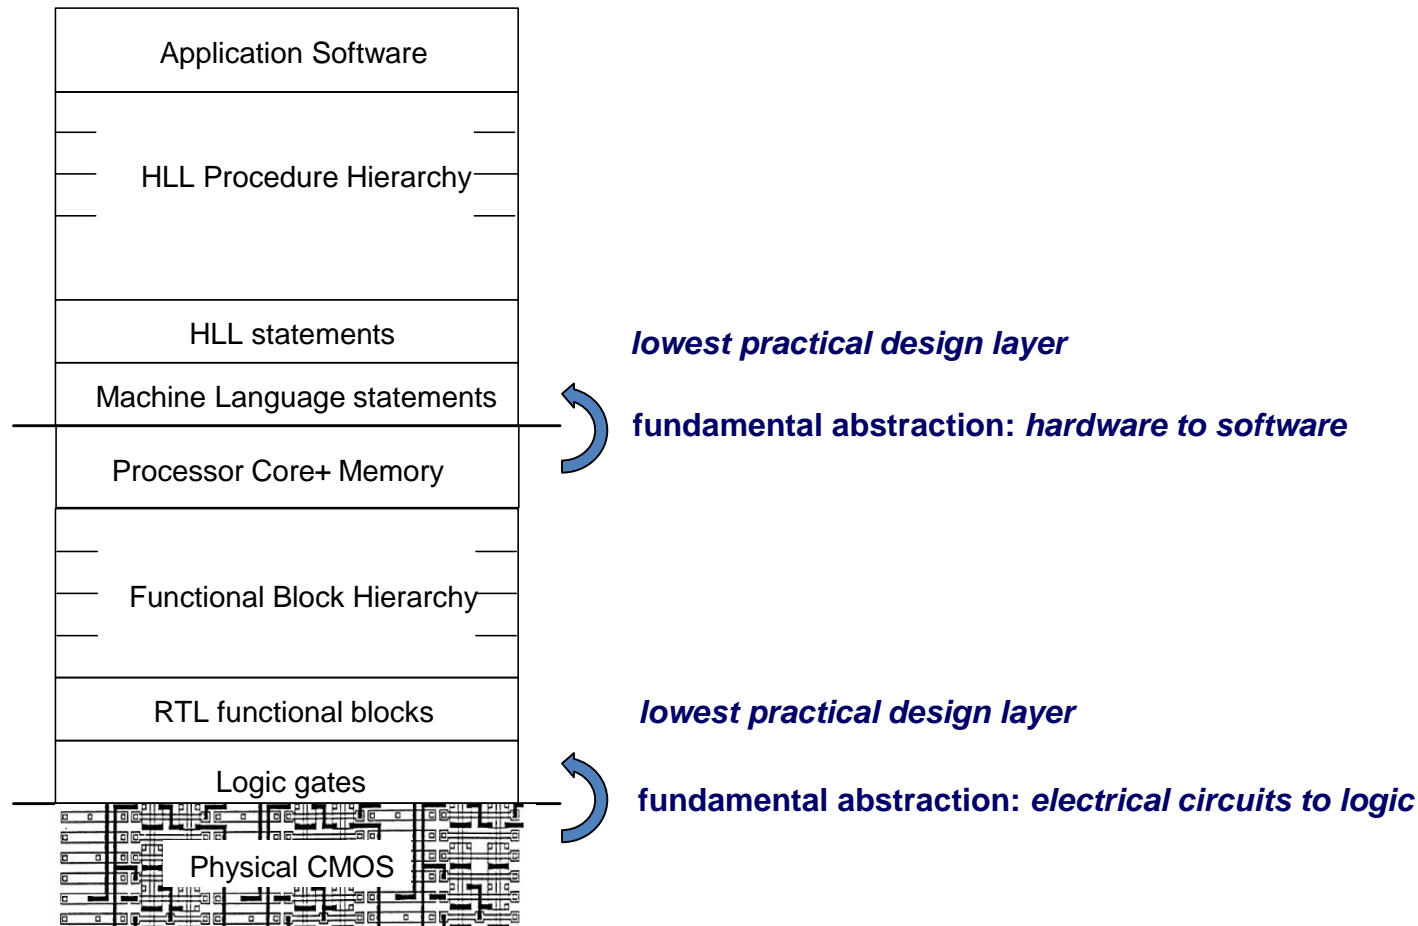 Application Software
HLL Procedure Hierarchy
HLL statements
lowest practical design layer
Machine Language statements
fundamental abstraction: hardware to software
Processor Core+ Memory
Functional Block Hierarchy
RTL functional blocks
lowest practical design layer
Logic gates
fundamental abstraction: electrical circuits to logic
Physical CMOS